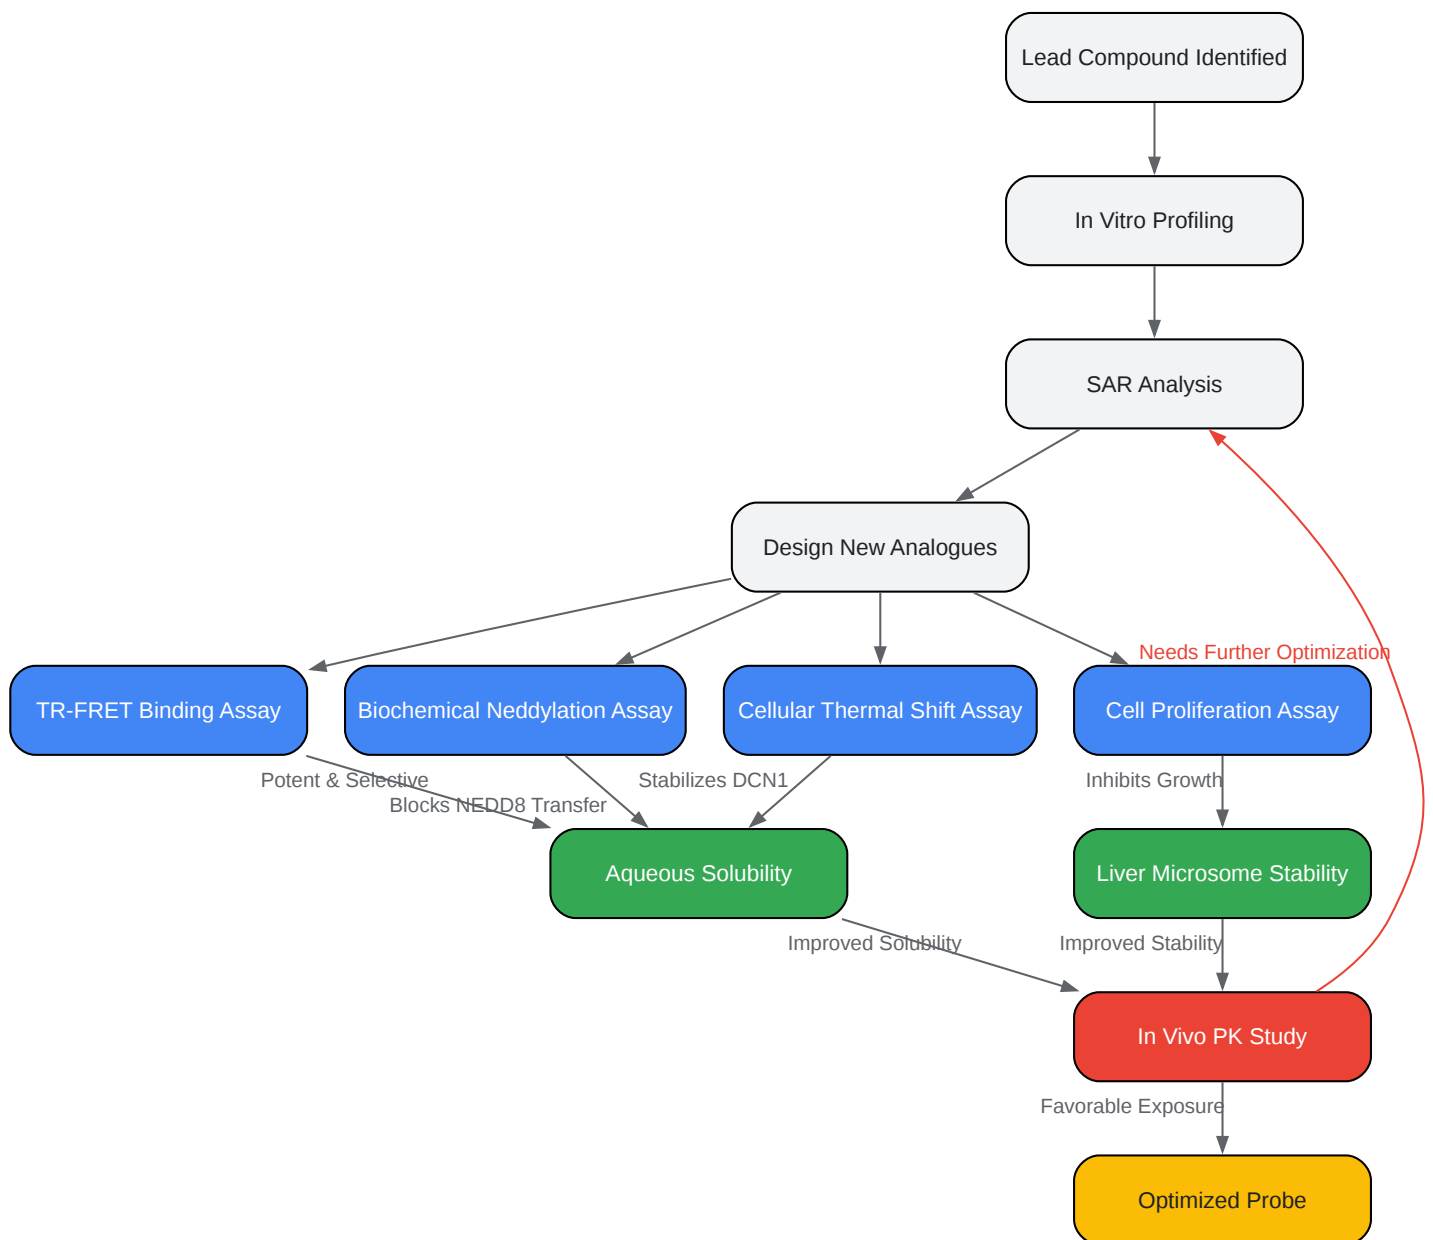 Lead Compound Identified
In Vitro Profiling
SAR Analysis
Design New Analogues
Needs Further Optimization
TR-FRET Binding Assay
Biochemical Neddylation Assay
Cellular Thermal Shift Assay
Cell Proliferation Assay
Potent & Selective
Blocks NEDD8 Transfer
Stabilizes DCN1
Inhibits Growth
Aqueous Solubility
Liver Microsome Stability
Improved Solubility
Improved Stability
In Vivo PK Study
Favorable Exposure
Optimized Probe